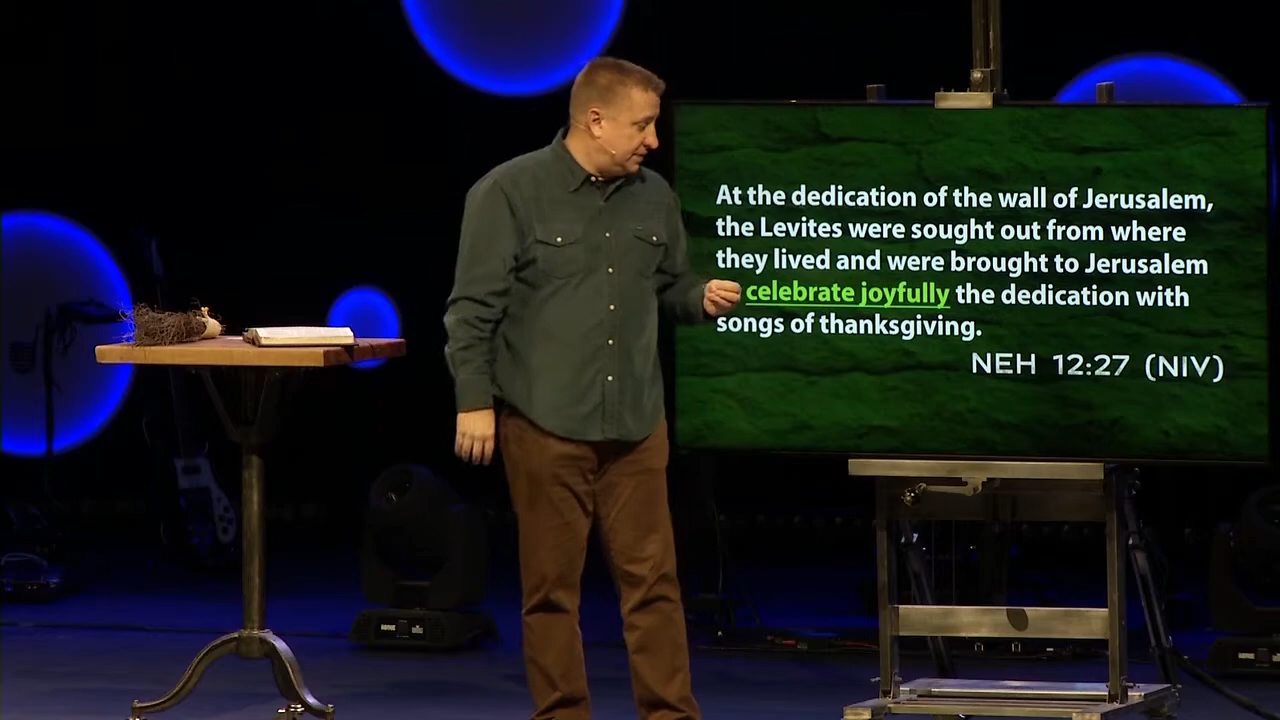 At the dedication of the wall of Jerusalem,
the Levites were sought out from where
they lived and were brought to Jerusalem
celebrate joyfully the dedication with
songs of thanksgiving.
NEH 12:27 (NIV)